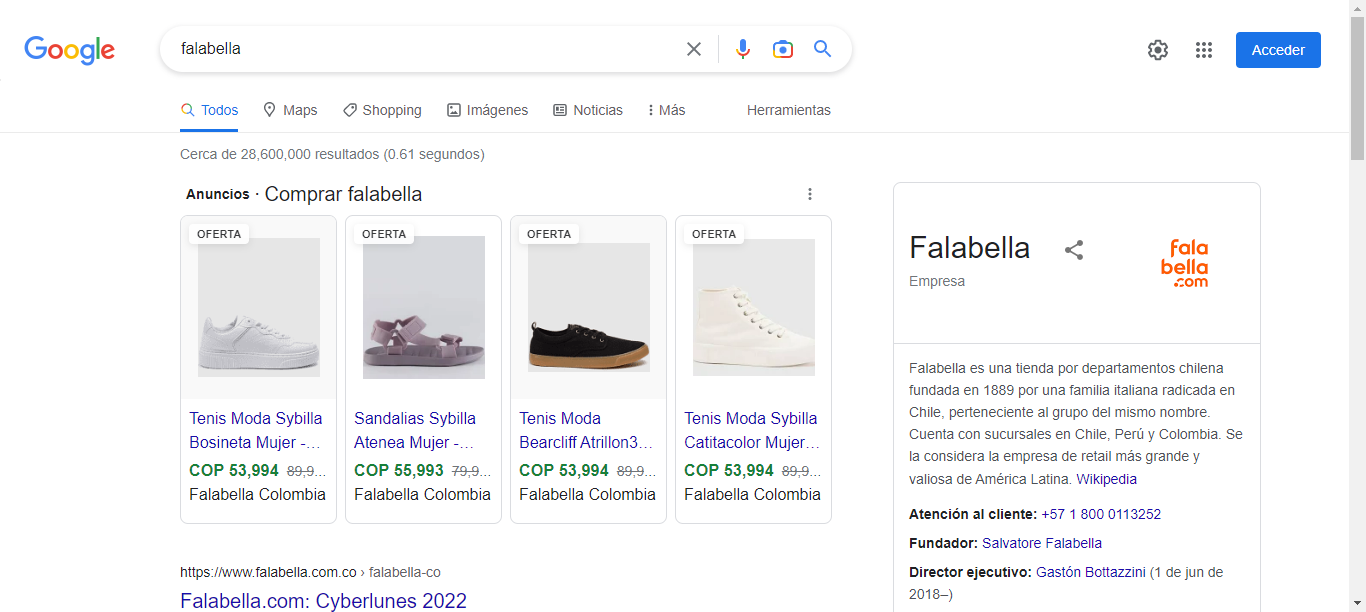 Google
falabella
Acceder
Todos
Maps
Shopping
Imágenes
Noticias
Más
Herramientas
Cerca de 28,600,000 resultados (0.61 segundos)
Anuncios · Comprar falabella
OFERTA
Tenis Moda Sybilla
Bosineta Mujer -…
COP 53,994 89,9...
Falabella Colombia
OFERTA
Sandalias Sybilla
Atenea Mujer -…
COP 55,993 79,9...
Falabella Colombia
OFERTA
Tenis Moda
Bearcliff Atrillon3…
COP 53,994 89,9...
Falabella Colombia
OFERTA
Tenis Moda Sybilla
Catitacolor Mujer…
COP 53,994 89,9...
Falabella Colombia
https://www.falabella.com.co › falabella-co
Falabella.com: Cyberlunes 2022
Falabella
Empresa
fala
bella
.com
Falabella es una tienda por departamentos chilena
fundada en 1889 por una familia italiana radicada en
Chile, perteneciente al grupo del mismo nombre.
Cuenta con sucursales en Chile, Perú y Colombia. Se
la considera la empresa de retail más grande y
valiosa de América Latina. Wikipedia
Atención al cliente: +57 1 800 0113252
Fundador: Salvatore Falabella
Director ejecutivo: Gastón Bottazzini (1 de jun de
2018–)